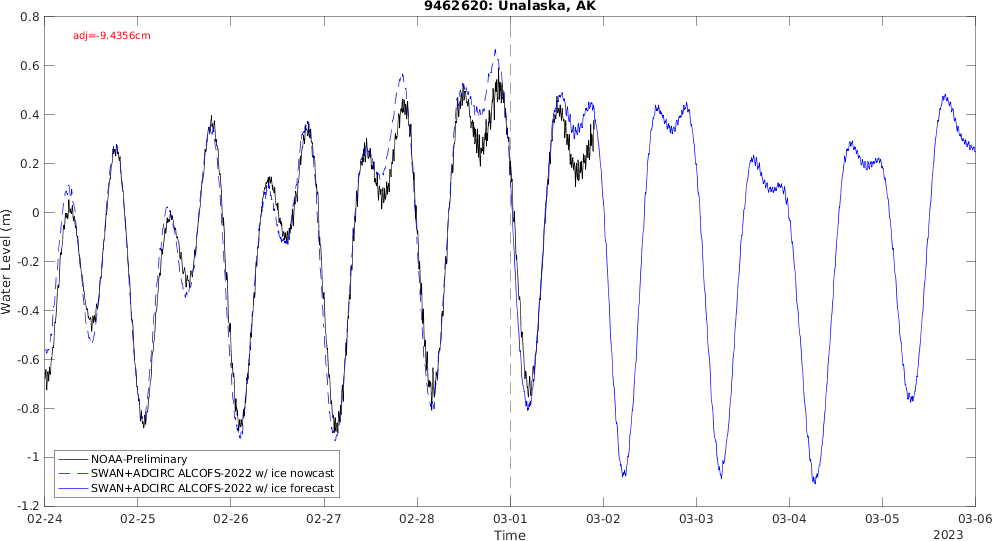 9462620: Unalaska, AK
adj=-9.4356cm
0.8
0.6
0.4
0.2
0
-0.2
-0.4
-0.6
-0.8
-1
-1.2
Water Level (m)
NOAA-Preliminary
SWAN+ADCIRC ALCOFS-2022 w/ ice nowcast
SWAN+ADCIRC ALCOFS-2022 w/ ice forecast
02-24 02-25 02-26 02-27 02-28 03-01 03-02 03-03 03-04 03-05 03-06
Time
2023